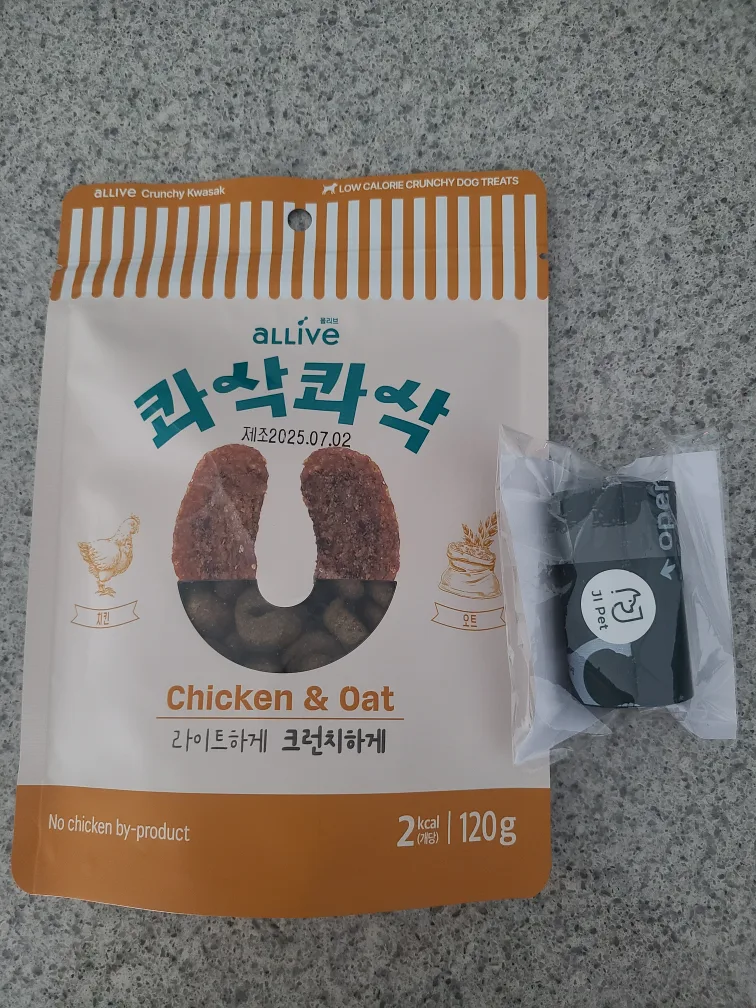 aLLIVe Crunchy Kwasak
LOW CALORIE CRUNCHY DOG TREATS
올리브
aLLIVe
콰삭콰삭
제조2025.07.02
치킨
오트
Chicken & Oat
라이트하게 크런치하게
No chicken by-product
2 kcal (개당) | 120g
JI Pet